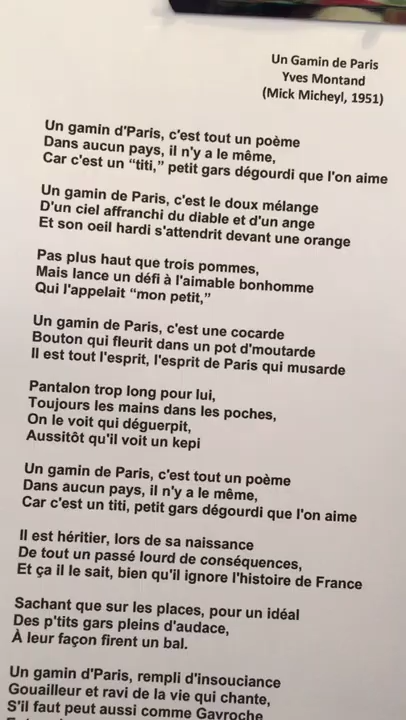 Un Gamin de Paris
Yves Montand
(Mick Micheyl, 1951)
Un gamin d'Paris, c'est tout un poème
Dans aucun pays, il n'y a le même,
Car c'est un “titi,” petit gars dégourdi que l'on aime
Un gamin de Paris, c'est le doux mélange
D'un ciel affranchi du diable et d'un ange
Et son oeil hardi s'attendrit devant une orange
Pas plus haut que trois pommes,
Mais lance un défi à l'aimable bonhomme
Qui l'appelait “mon petit,”
Un gamin de Paris, c'est une cocarde
Bouton qui fleurit dans un pot d'moutarde
Il est tout l'esprit, l'esprit de Paris qui musarde
Pantalon trop long pour lui,
Toujours les mains dans les poches,
On le voit qui déguerpit,
Aussitôt qu'il voit un kepi
Un gamin de Paris, c'est tout un poème
Dans aucun pays, il n'y a le même,
Car c'est un titi, petit gars dégourdi que l'on aime
Il est héritier, lors de sa naissance
De tout un passé lourd de conséquences,
Et ça il le sait, bien qu'il ignore l'histoire de France
Sachant que sur les places, pour un idéal
Des p'tits gars pleins d'audace,
À leur façon firent un bal.
Un gamin d'Paris, rempli d'insouciance
Gouailleur et ravi de la vie qui chante,
S'il faut peut aussi comme Gavroche